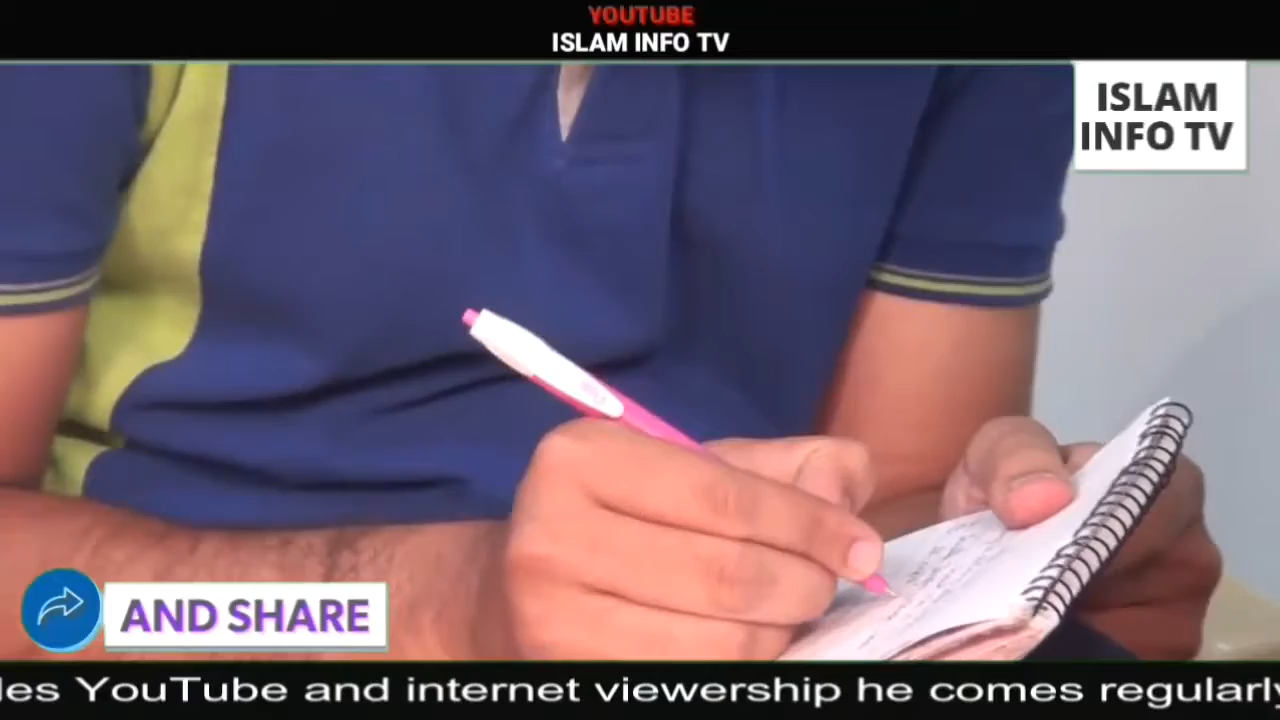 YOUTUBE
ISLAM INFO TV
ISLAM
INFO TV
AND SHARE
les YouTube and internet viewership he comes regularly